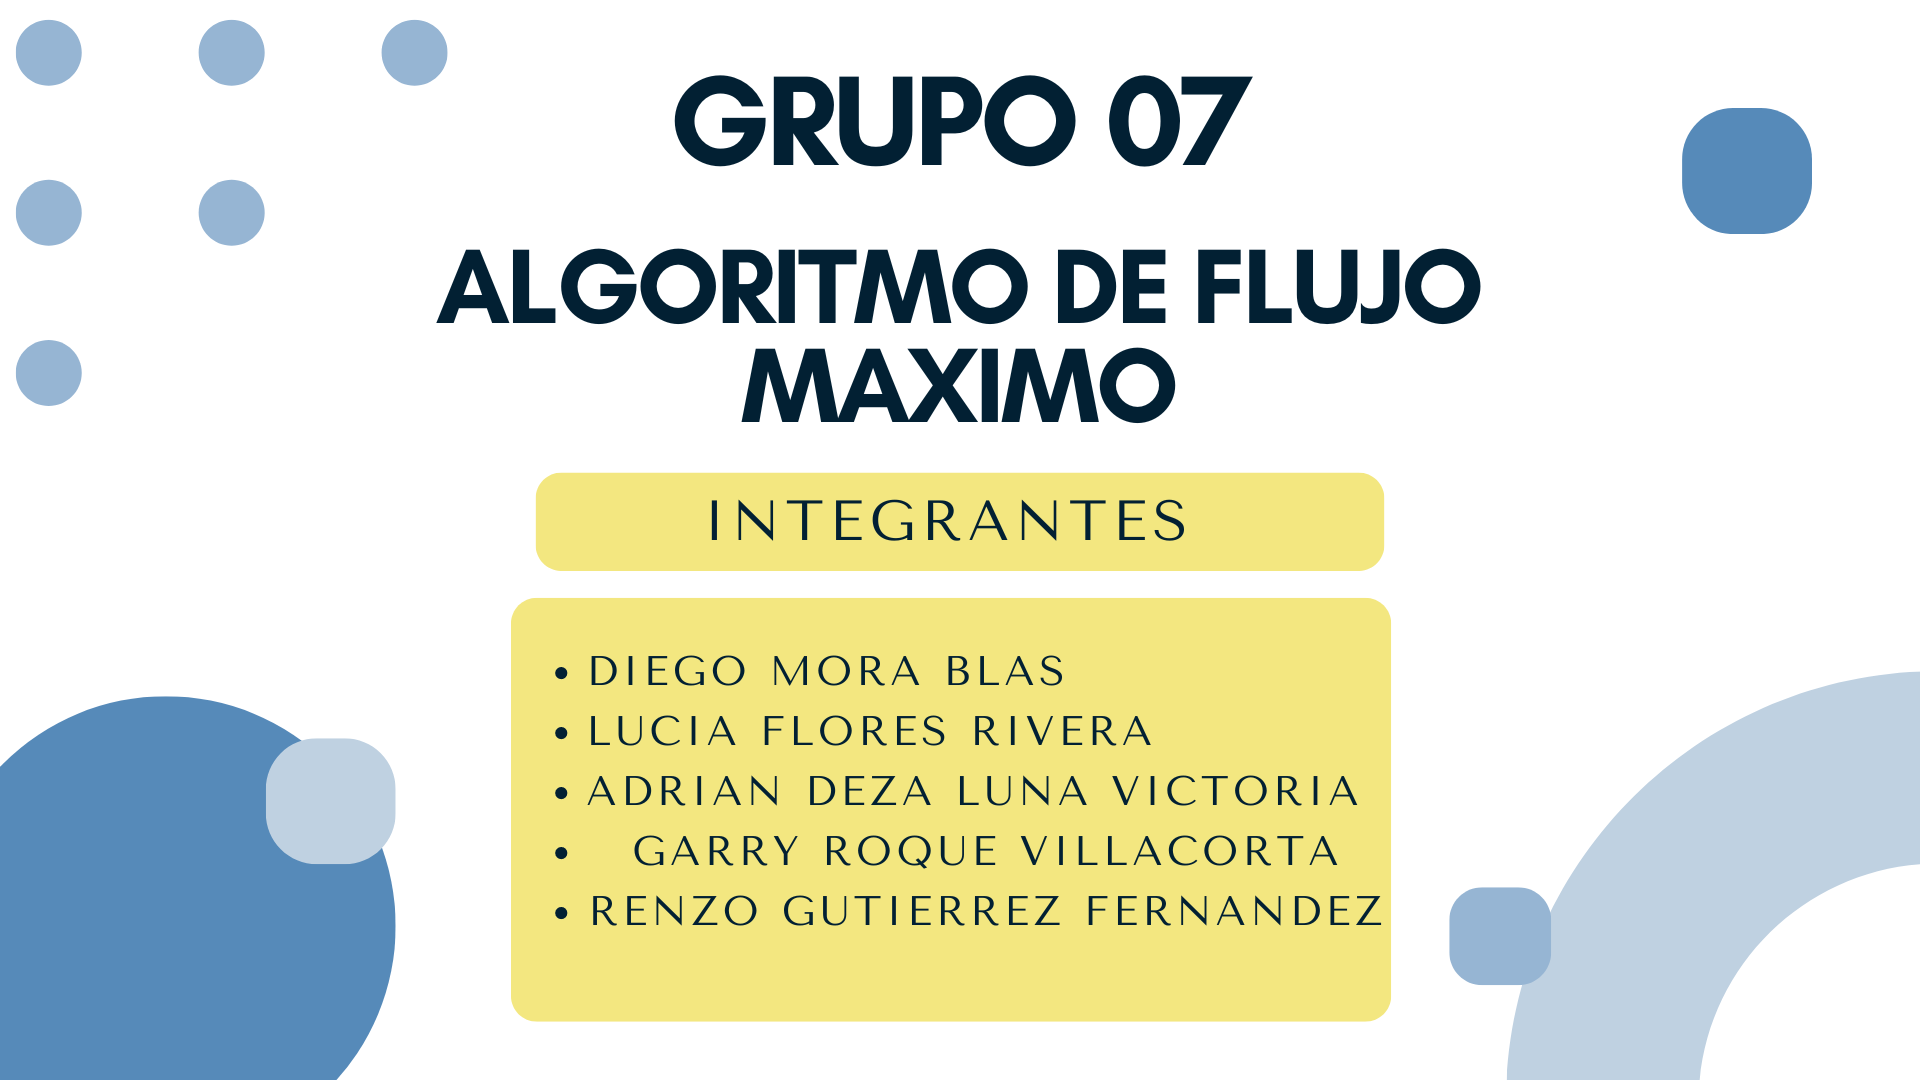 GRUPO 07
ALGORITMO DE FLUJO
MAXIMO
INTEGRANTES
• DIEGO MORA BLAS
• LUCIA FLORES RIVERA
• ADRIAN DEZA LUNA VICTORIA
• GARRY ROQUE VILLACORTA
• RENZO GUTIERREZ FERNANDEZ